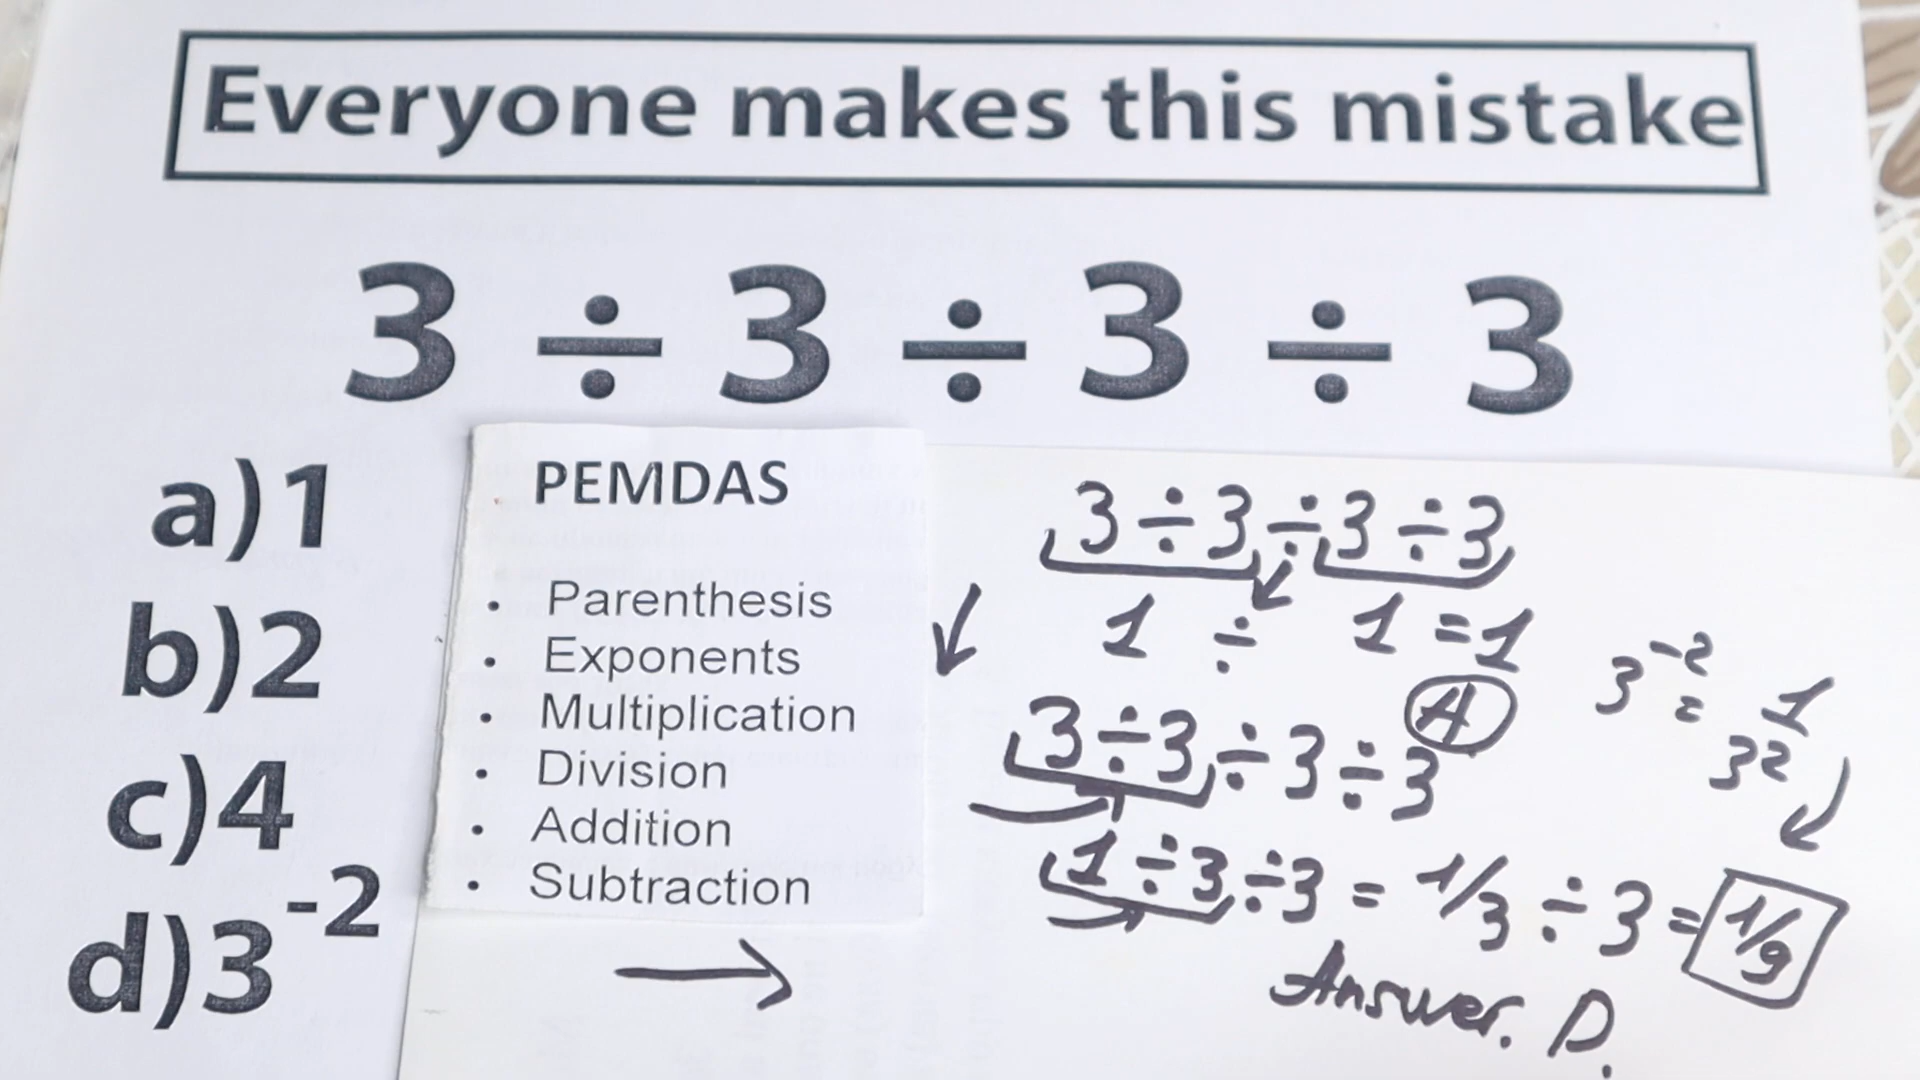 Everyone makes this mistake
3 ÷ 3 ÷ 3 ÷ 3
a)1
b)2
c)4
d)3⁻²
PEMDAS
• Parenthesis
• Exponents
• Multiplication
• Division
• Addition
• Subtraction
3÷3÷3÷3
1 ÷ 1 = 1
A
3÷3÷3÷3
1÷3÷3 = 1/3 ÷ 3 = 1/9
3⁻² = 1
3²
Answer. D.